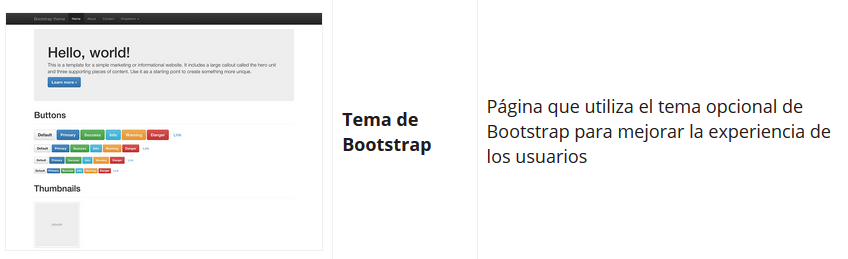 Bootstrap theme Home About Contact Dropdown
Hello, world!
This is a template for a simple marketing or informational website. It includes a large callout called the hero unit
and three supporting pieces of content. Use it as a starting point to create something more unique.
Learn more »
Buttons
Default Primary Success Info Warning Danger Link
Default Primary Success Info Warning Danger Link
Default Primary Success Info Warning Danger Link
Default Primary Success Info Warning Danger Link
Thumbnails
Tema de
Bootstrap
Página que utiliza el tema opcional de
Bootstrap para mejorar la experiencia de
los usuarios